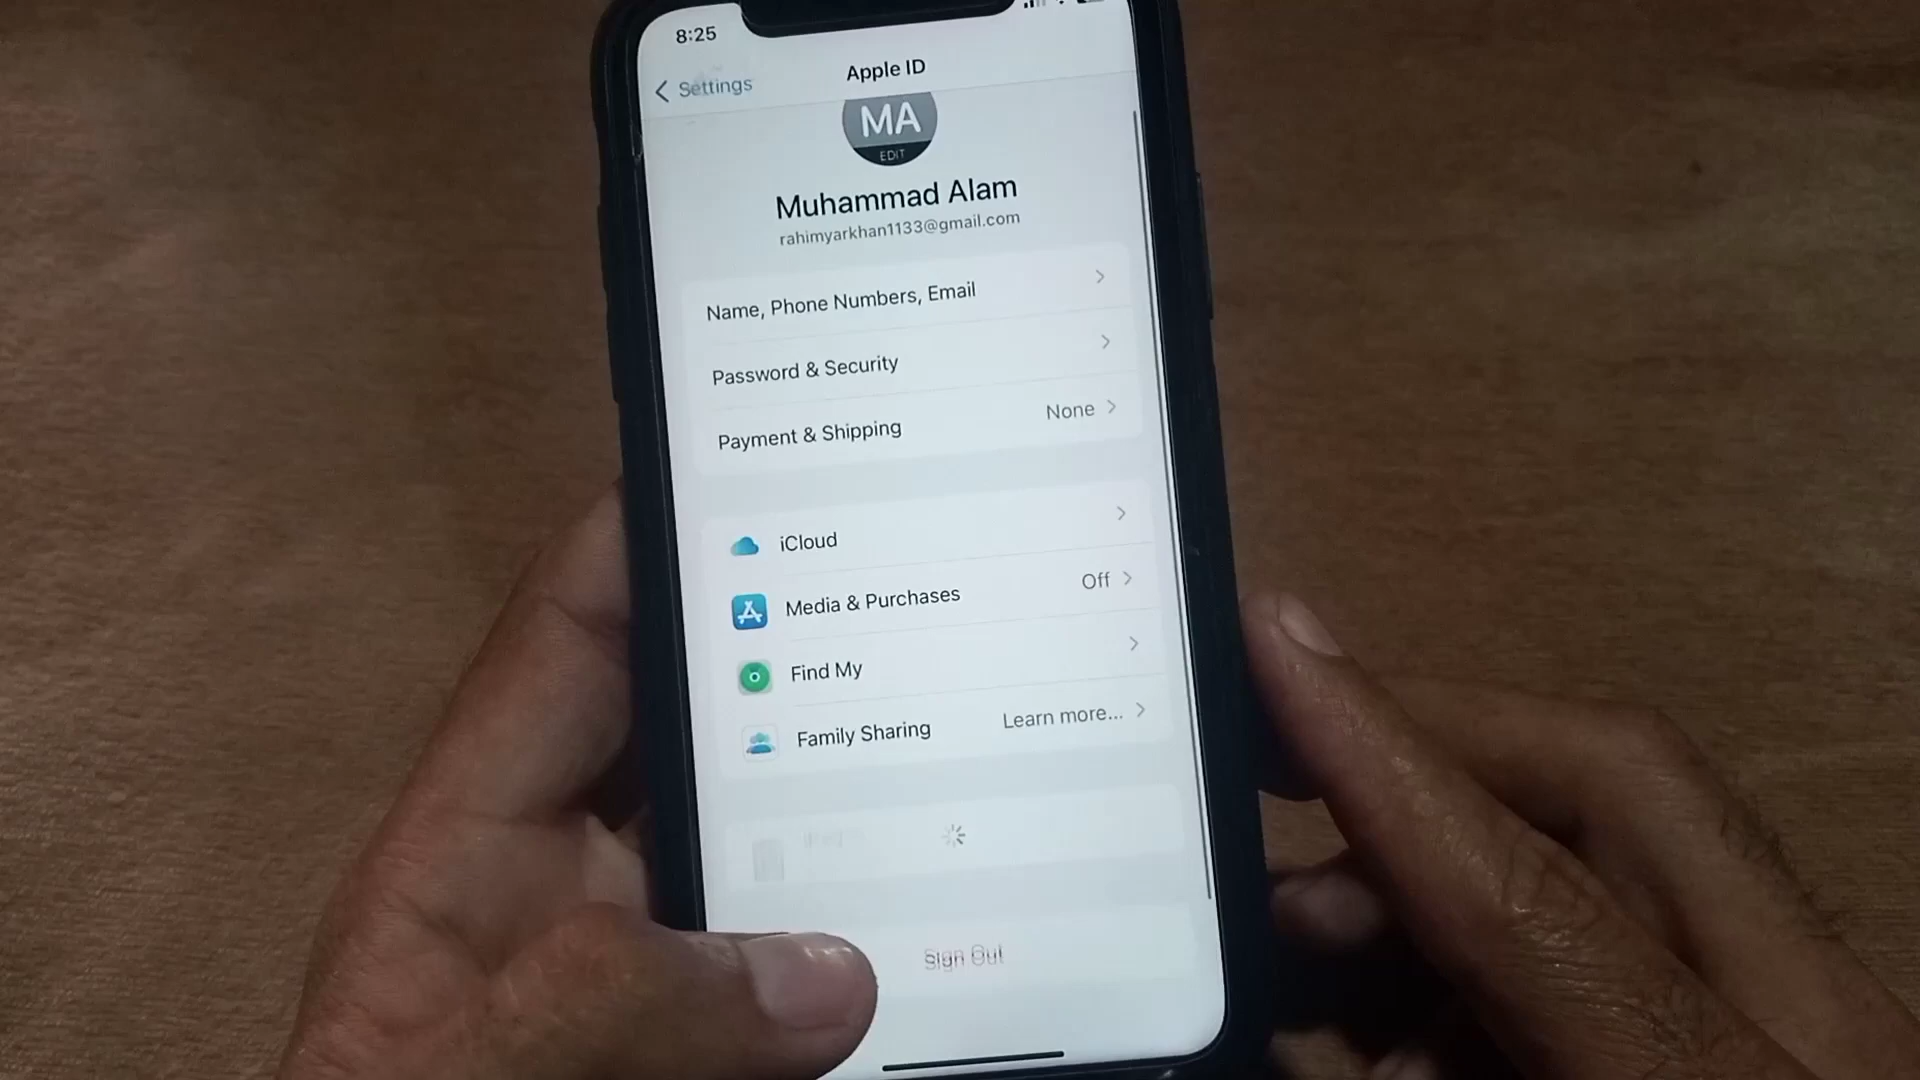 8:25
Settings
Apple ID
MA
EDIT
Muhammad Alam
rahimyarkhan1133@gmail.com
Name, Phone Numbers, Email
Password & Security
Payment & Shipping None
iCloud
Media & Purchases Off
Find My
Family Sharing Learn more...
Sign Out